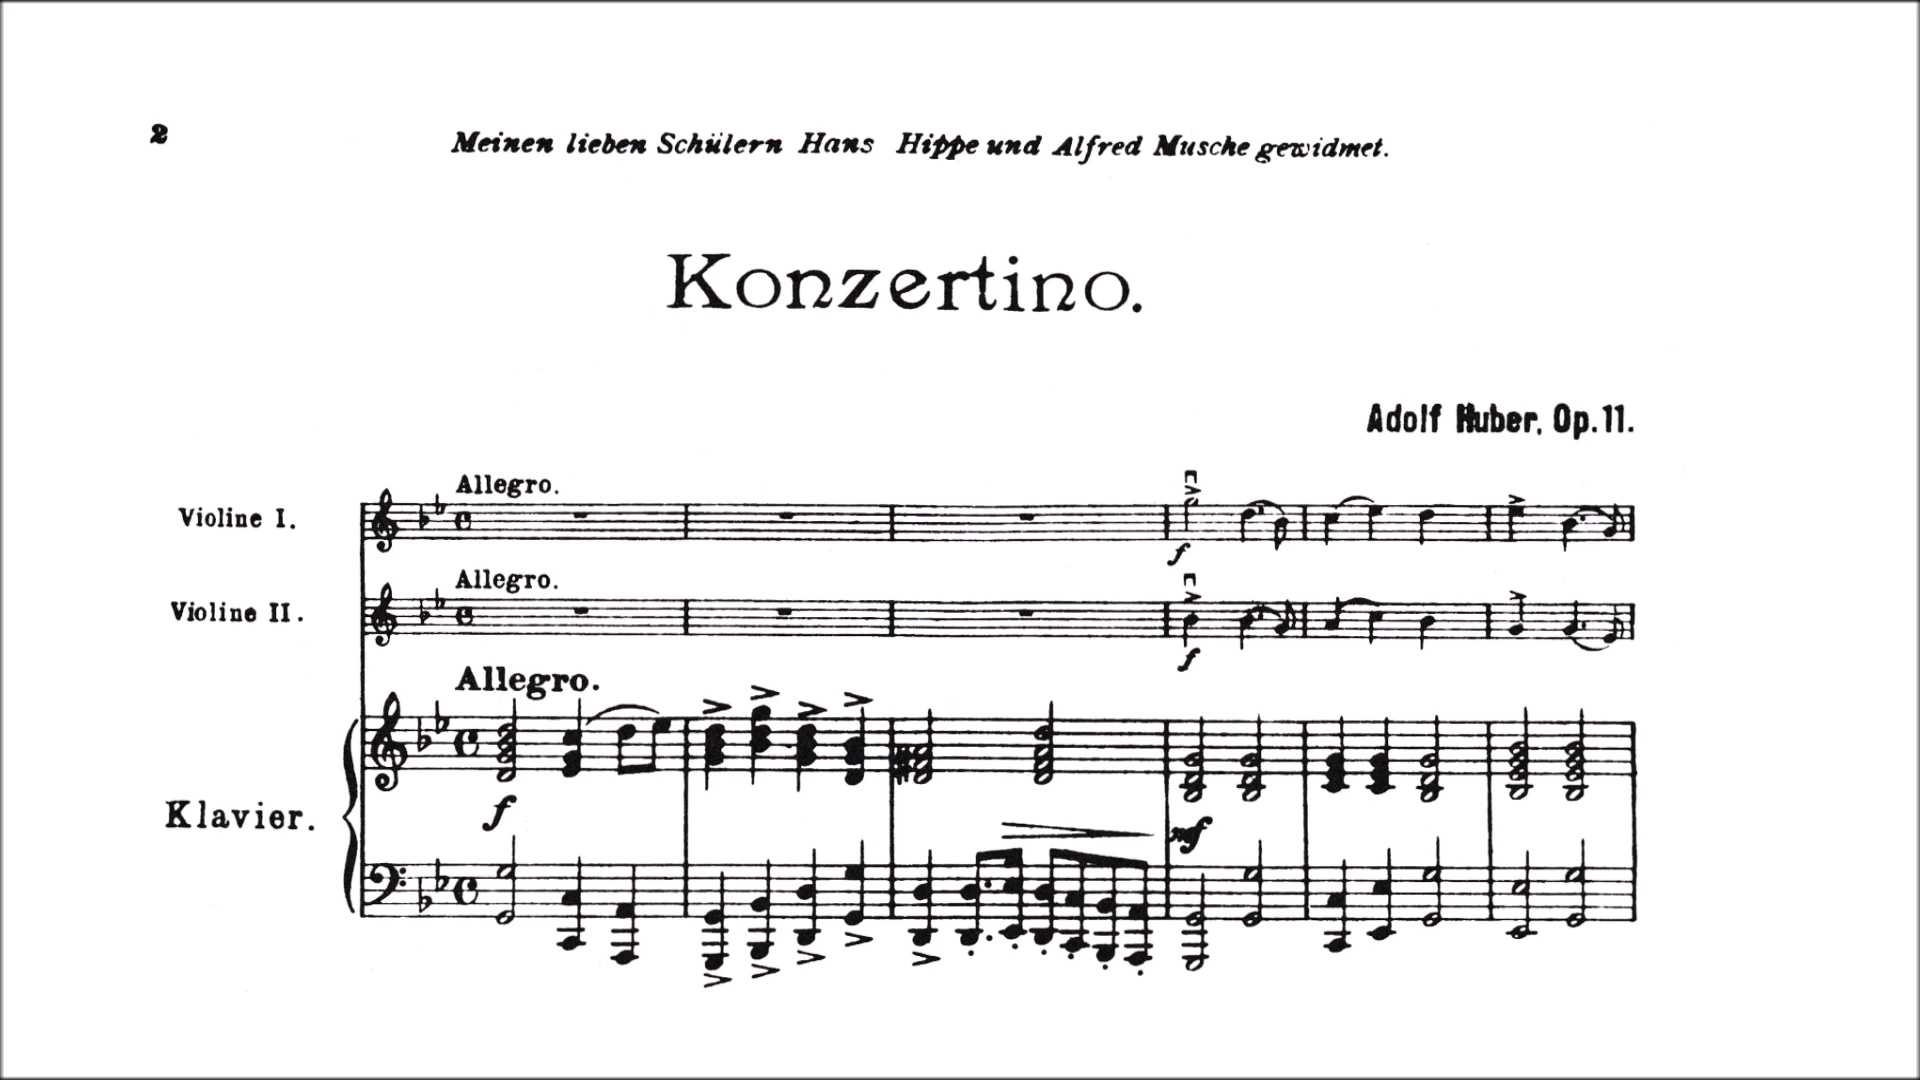 2
Meinen lieben Schülern Hans Hippe und Alfred Musche gewidmet.
Konzertino.
Adolf Huber, Op. 11.
Allegro.
Violine I.
f
Allegro.
Violine II.
f
Allegro.
Klavier.
f
mf